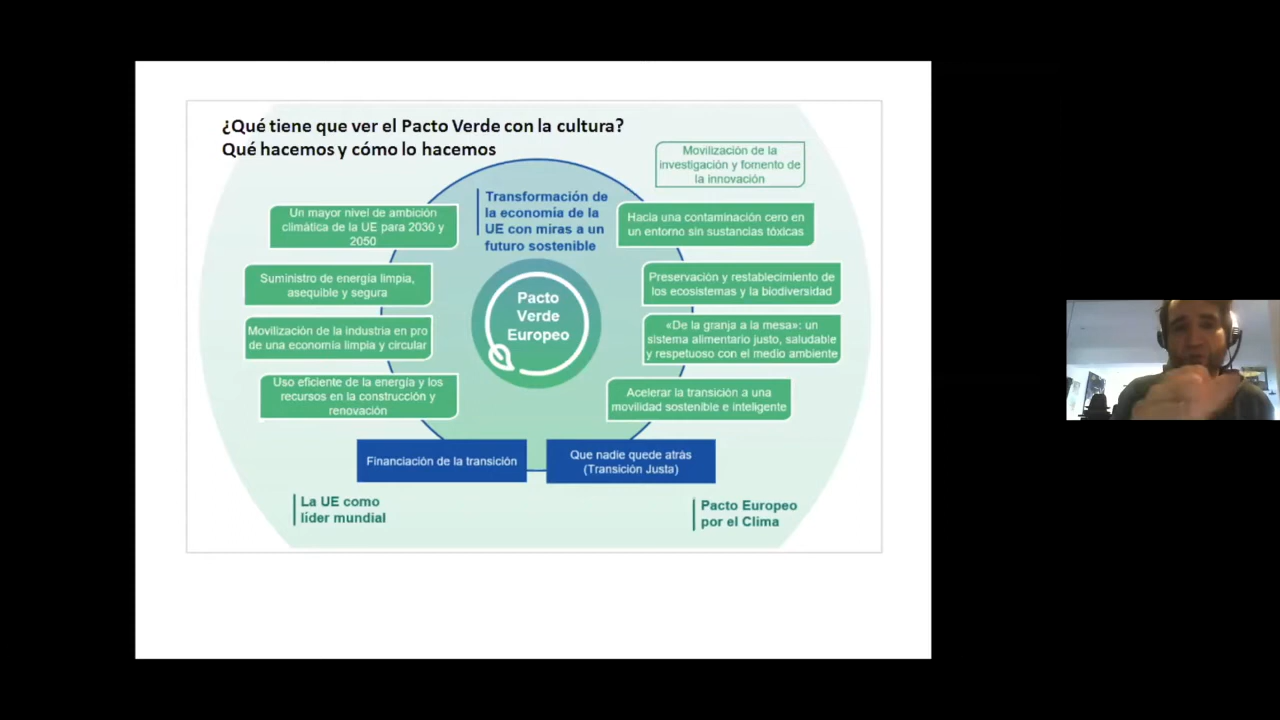 ¿Qué tiene que ver el Pacto Verde con la cultura?
Qué hacemos y cómo lo hacemos
Movilización de la
investigación y fomento de
la innovación
Transformación de
la economía de la
UE con miras a un
futuro sostenible
Un mayor nivel de ambición
climática de la UE para 2030 y
2050
Hacia una contaminación cero en
un entorno sin sustancias tóxicas
Suministro de energía limpia,
asequible y segura
Preservación y restablecimiento de
los ecosistemas y la biodiversidad
Pacto
Verde
Europeo
Movilización de la industria en pro
de una economía limpia y circular
«De la granja a la mesa»: un
sistema alimentario justo, saludable
y respetuoso con el medio ambiente
Uso eficiente de la energía y los
recursos en la construcción y
renovación
Acelerar la transición a una
movilidad sostenible e inteligente
Financiación de la transición
Que nadie quede atrás
(Transición Justa)
La UE como
líder mundial
Pacto Europeo
por el Clima